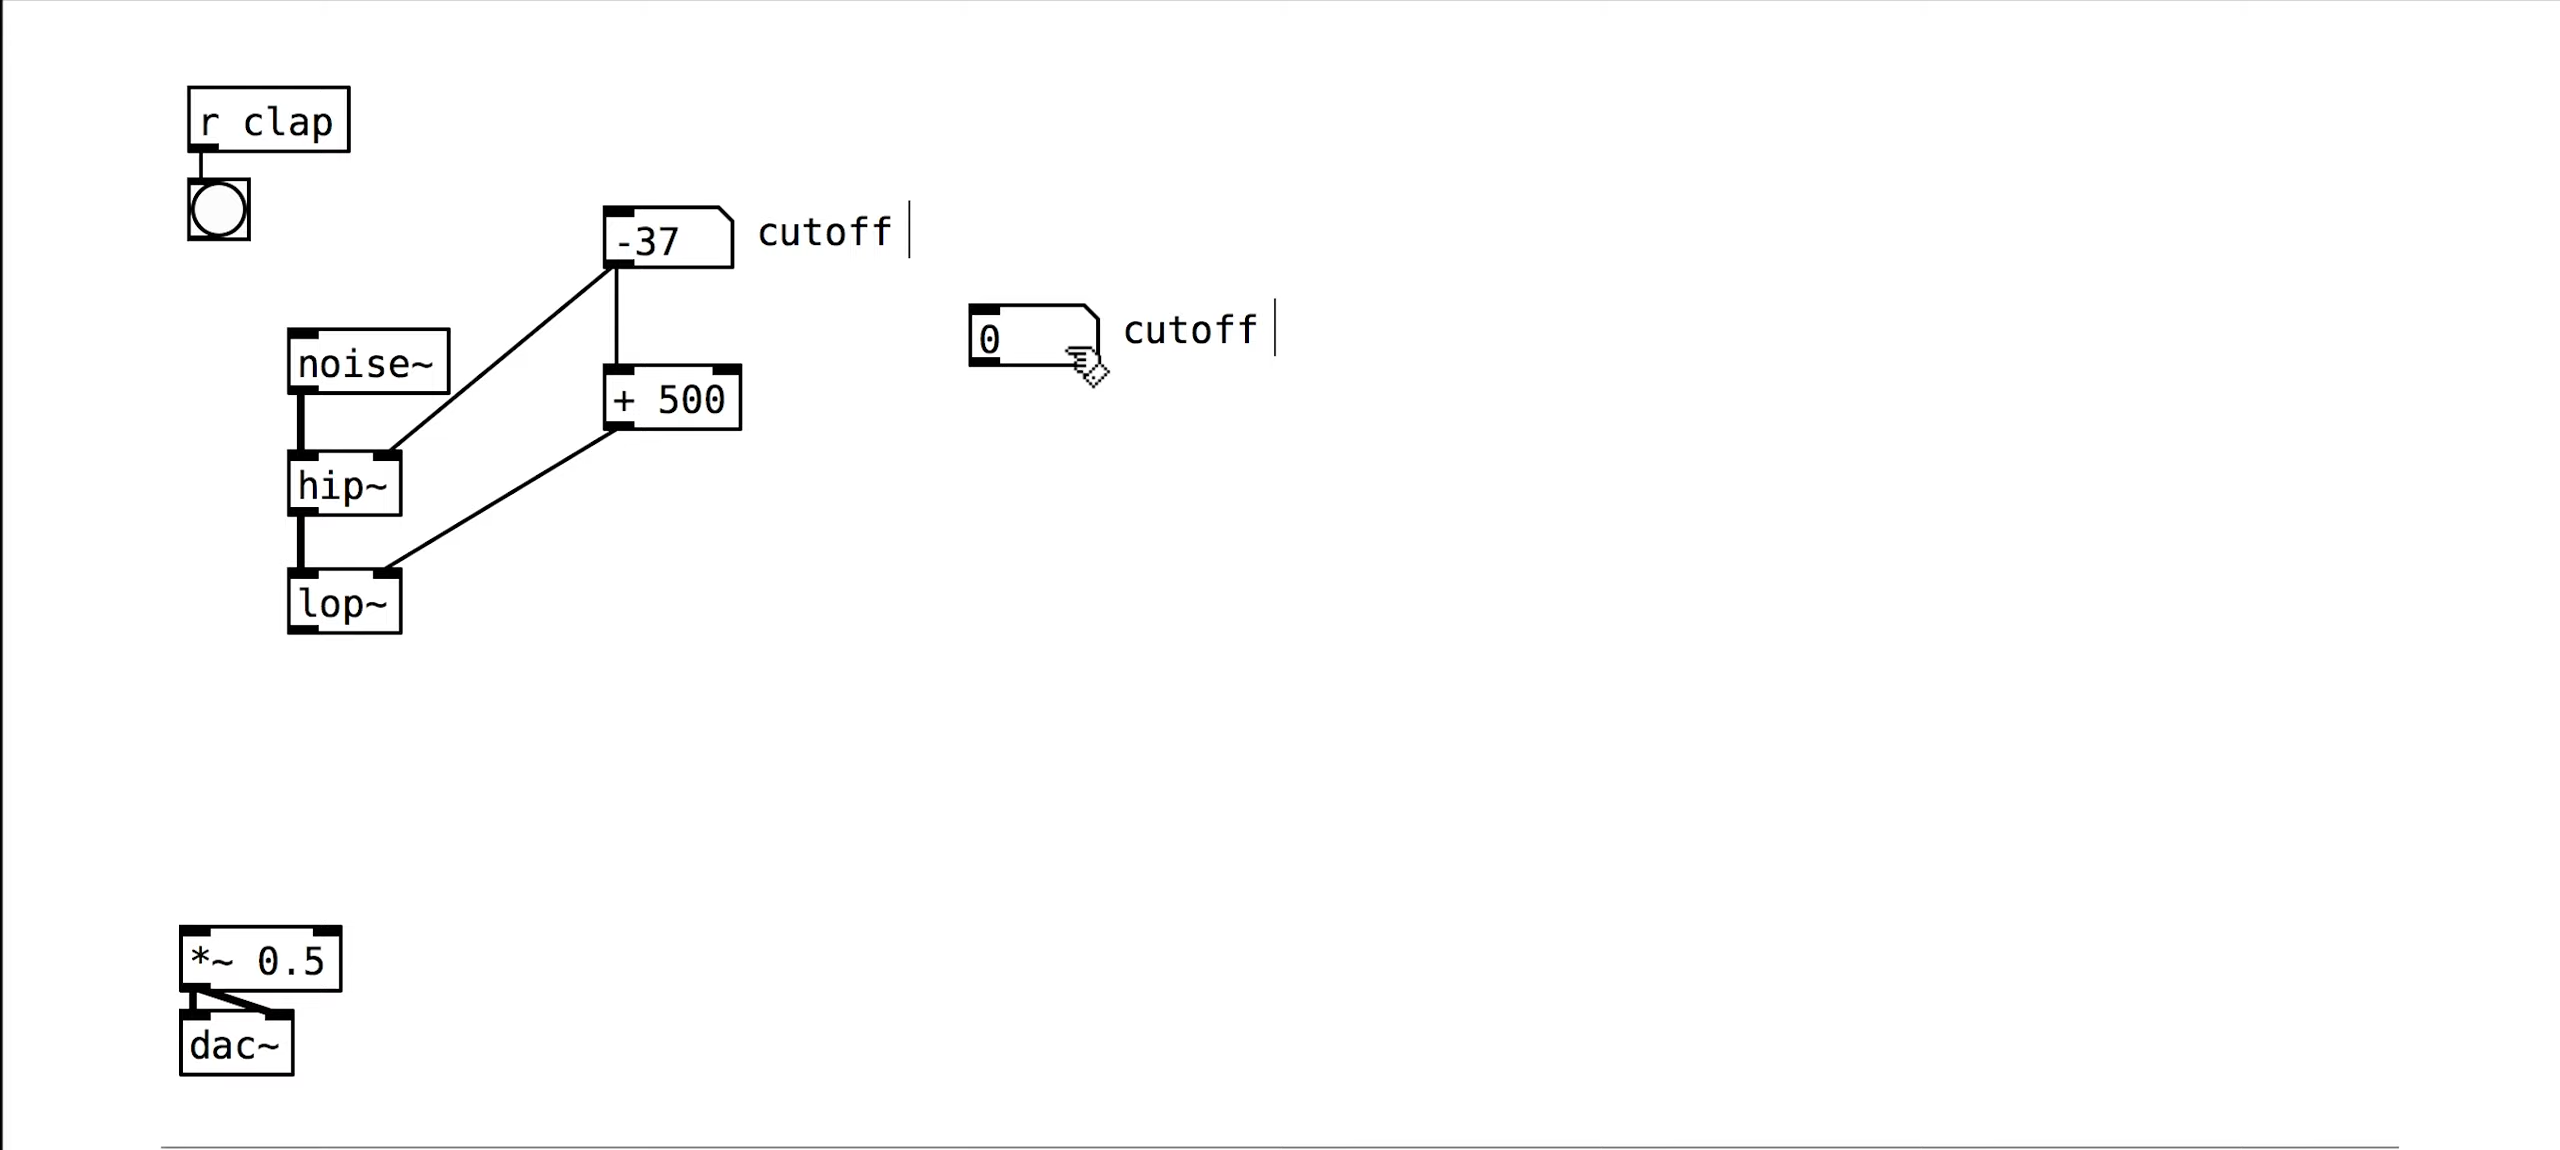 r clap
-37 cutoff
0 cutoff
noise~
+ 500
hip~
lop~
*~ 0.5
dac~